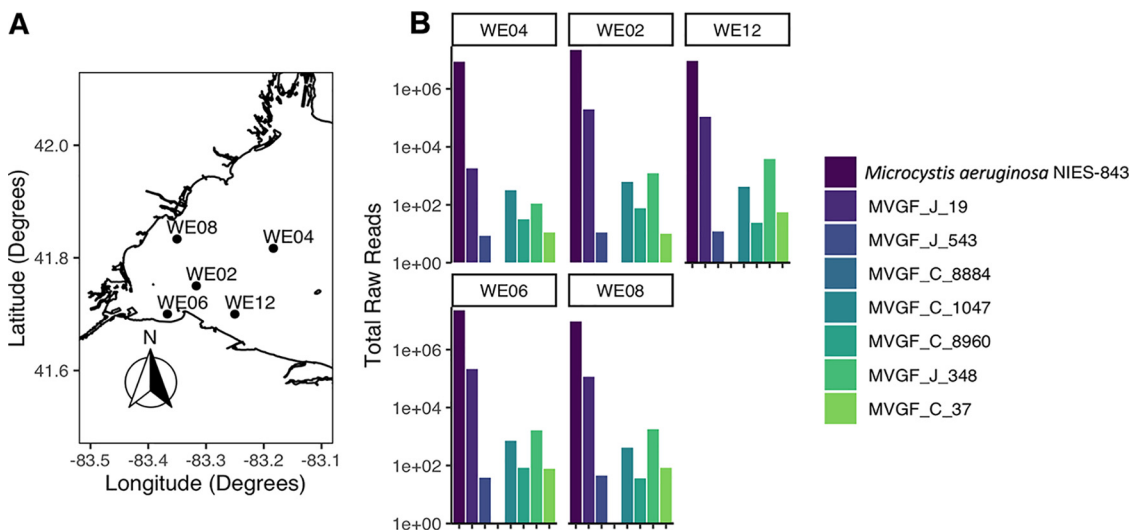 A
Latitude (Degrees)
42.0
41.8
41.6
WE08
WE04
WE02
WE06 WE12
N
-83.5 -83.4 -83.3 -83.2 -83.1
Longitude (Degrees)
B
Total Raw Reads
WE04 WE02 WE12
1e+06
1e+04
1e+02
1e+00
WE06 WE08
1e+06
1e+04
1e+02
1e+00
Microcystis aeruginosa NIES-843
MVGF_J_19
MVGF_J_543
MVGF_C_8884
MVGF_C_1047
MVGF_C_8960
MVGF_J_348
MVGF_C_37